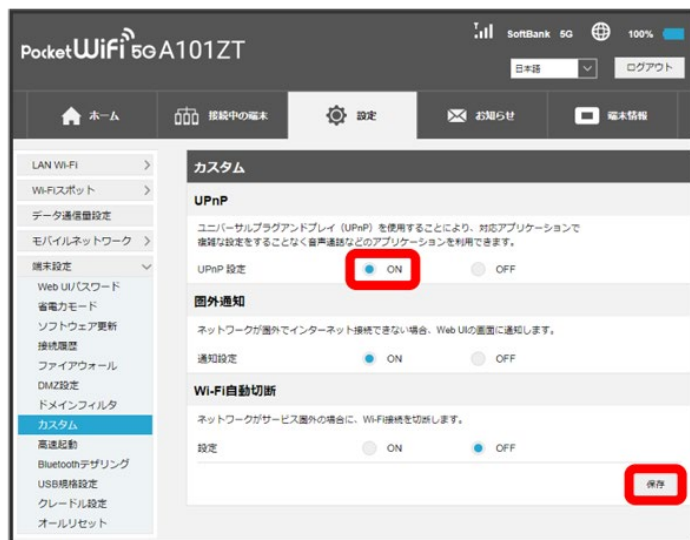 SoftBank 5G 100%
Pocket WiFi 5G A101ZT
日本語 ログアウト
ホーム 接続中の端末 設定 お知らせ 端末情報
LAN Wi-Fi
Wi-Fiスポット
データ通信量設定
モバイルネットワーク
端末設定
Web UIパスワード
省電力モード
ソフトウェア更新
接続履歴
ファイアウォール
DMZ設定
ドメインフィルタ
カスタム
高速起動
Bluetoothテザリング
USB規格設定
クレードル設定
オールリセット
カスタム
UPnP
ユニバーサルプラグアンドプレイ（UPnP）を使用することにより、対応アプリケーションで
複雑な設定をすることなく音声通話などのアプリケーションを利用できます。
UPnP 設定 ON OFF
圏外通知
ネットワークが圏外でインターネット接続できない場合、Web UIの画面に通知します。
通知設定 ON OFF
Wi-Fi自動切断
ネットワークがサービス圏外の場合に、Wi-Fi接続を切断します。
設定 ON OFF
保存